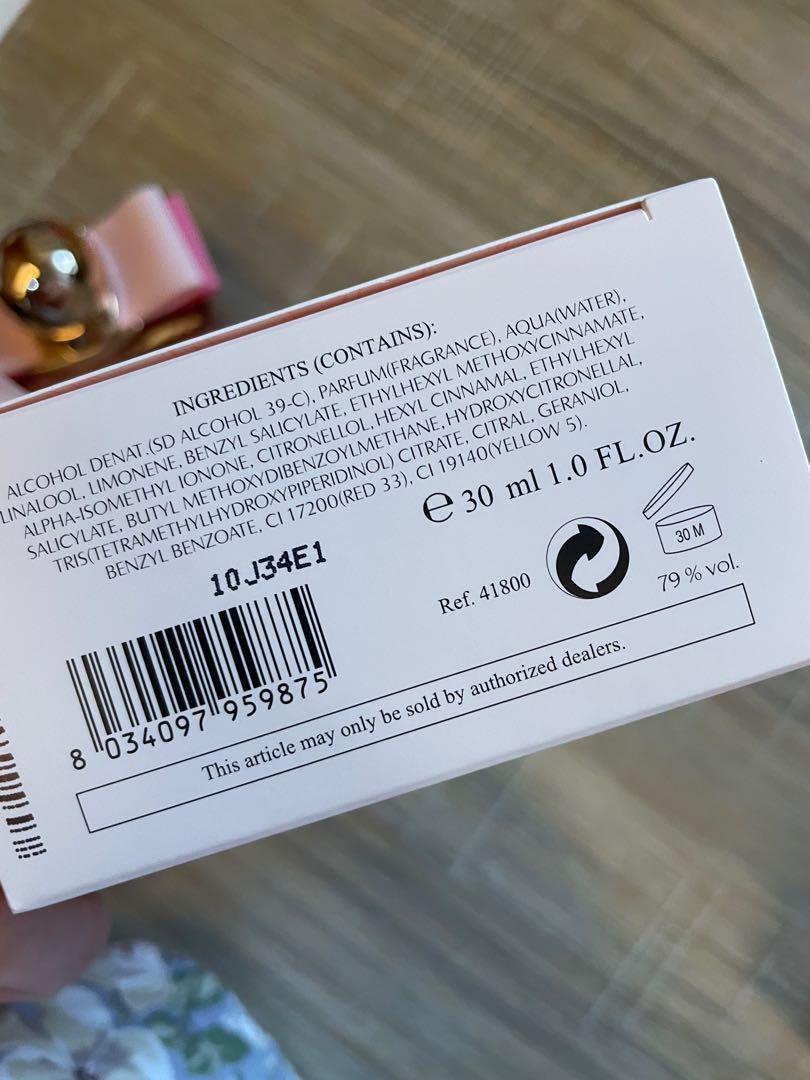 INGREDIENTS (CONTAINS):
ALCOHOL DENAT.(SD ALCOHOL 39-C), PARFUM(FRAGRANCE), AQUA(WATER),
LINALOOL, LIMONENE, BENZYL SALICYLATE, ETHYLHEXYL METHOXYCINNAMATE,
ALPHA-ISOMETHYL IONONE, CITRONELLOL, HEXYL CINNAMAL, ETHYLHEXYL
SALICYLATE, BUTYL METHOXYDIBENZOYLMETHANE, HYDROXYCITRONELLAL,
TRIS(TETRAMETHYLHYDROXYPIPERIDINOL) CITRATE, CITRAL, GERANIOL,
BENZYL BENZOATE, CI 17200(RED 33), CI 19140(YELLOW 5).
℮ 30 ml 1.0 FL.OZ.
10J34E1
30 M
Ref. 41800
79 % vol.
8 034097 959875
This article may only be sold by authorized dealers.